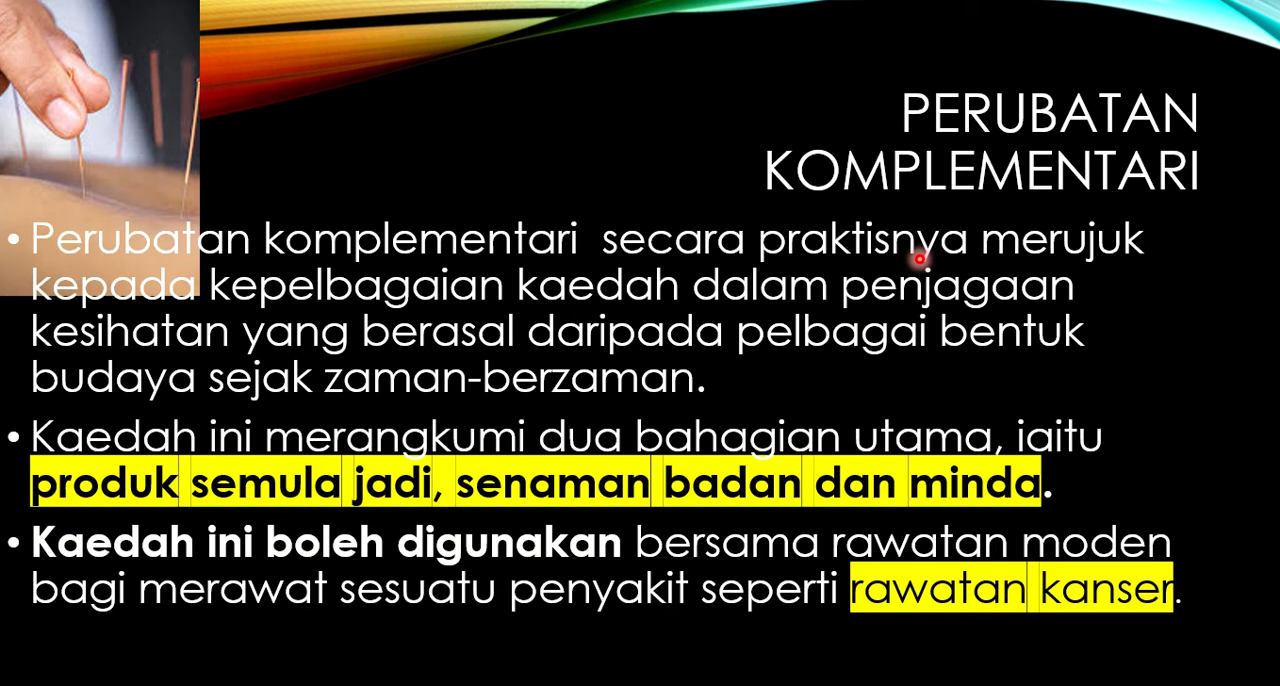 PERUBATAN
KOMPLEMENTARI
• Perubatan komplementari  secara praktisnya merujuk
kepada kepelbagaian kaedah dalam penjagaan
kesihatan yang berasal daripada pelbagai bentuk
budaya sejak zaman-berzaman.
• Kaedah ini merangkumi dua bahagian utama, iaitu
produk semula jadi, senaman badan dan minda.
• Kaedah ini boleh digunakan bersama rawatan moden
bagi merawat sesuatu penyakit seperti rawatan kanser.